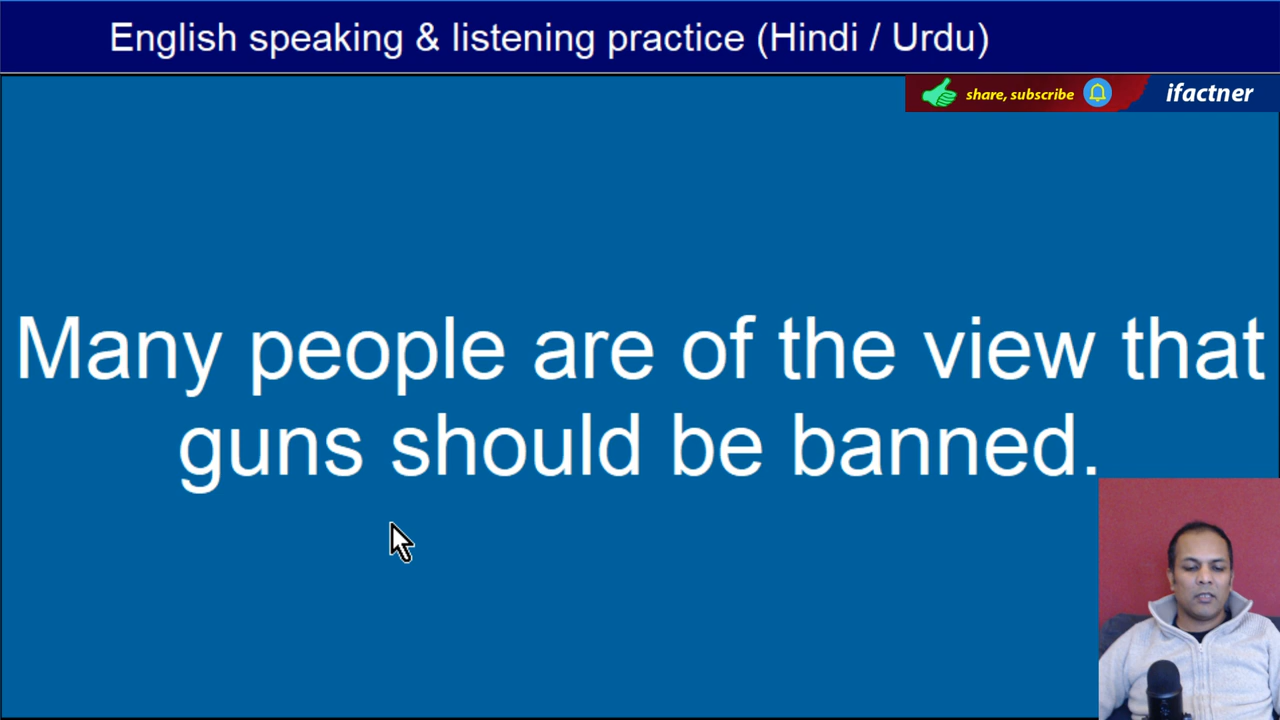 English speaking & listening practice (Hindi / Urdu)
share, subscribe
ifactner
Many people are of the view that
guns should be banned.